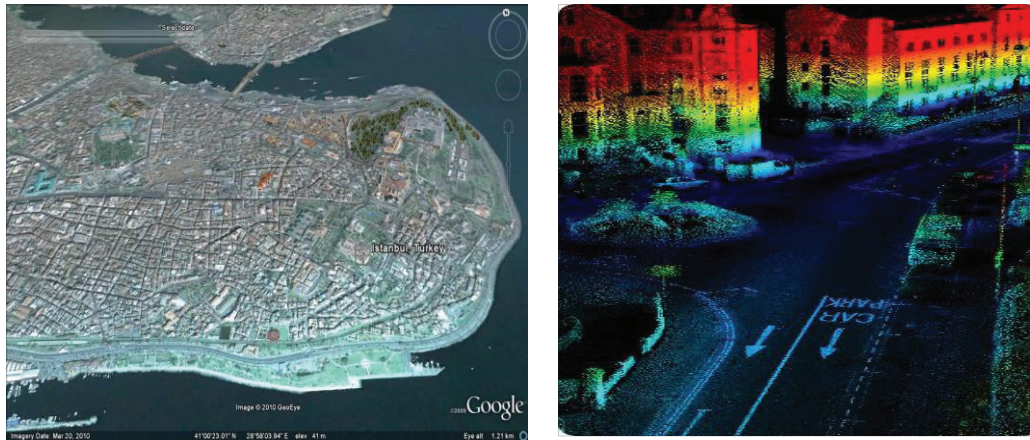 Select date
Istanbul, Turkey
Image © 2010 GeoEye
©2009 Google
Imagery Date: Mar 20, 2010 41°00'23.01" N 28°58'03.94" E elev 41 m Eye alt 1.21 km
N
CAR
PARK